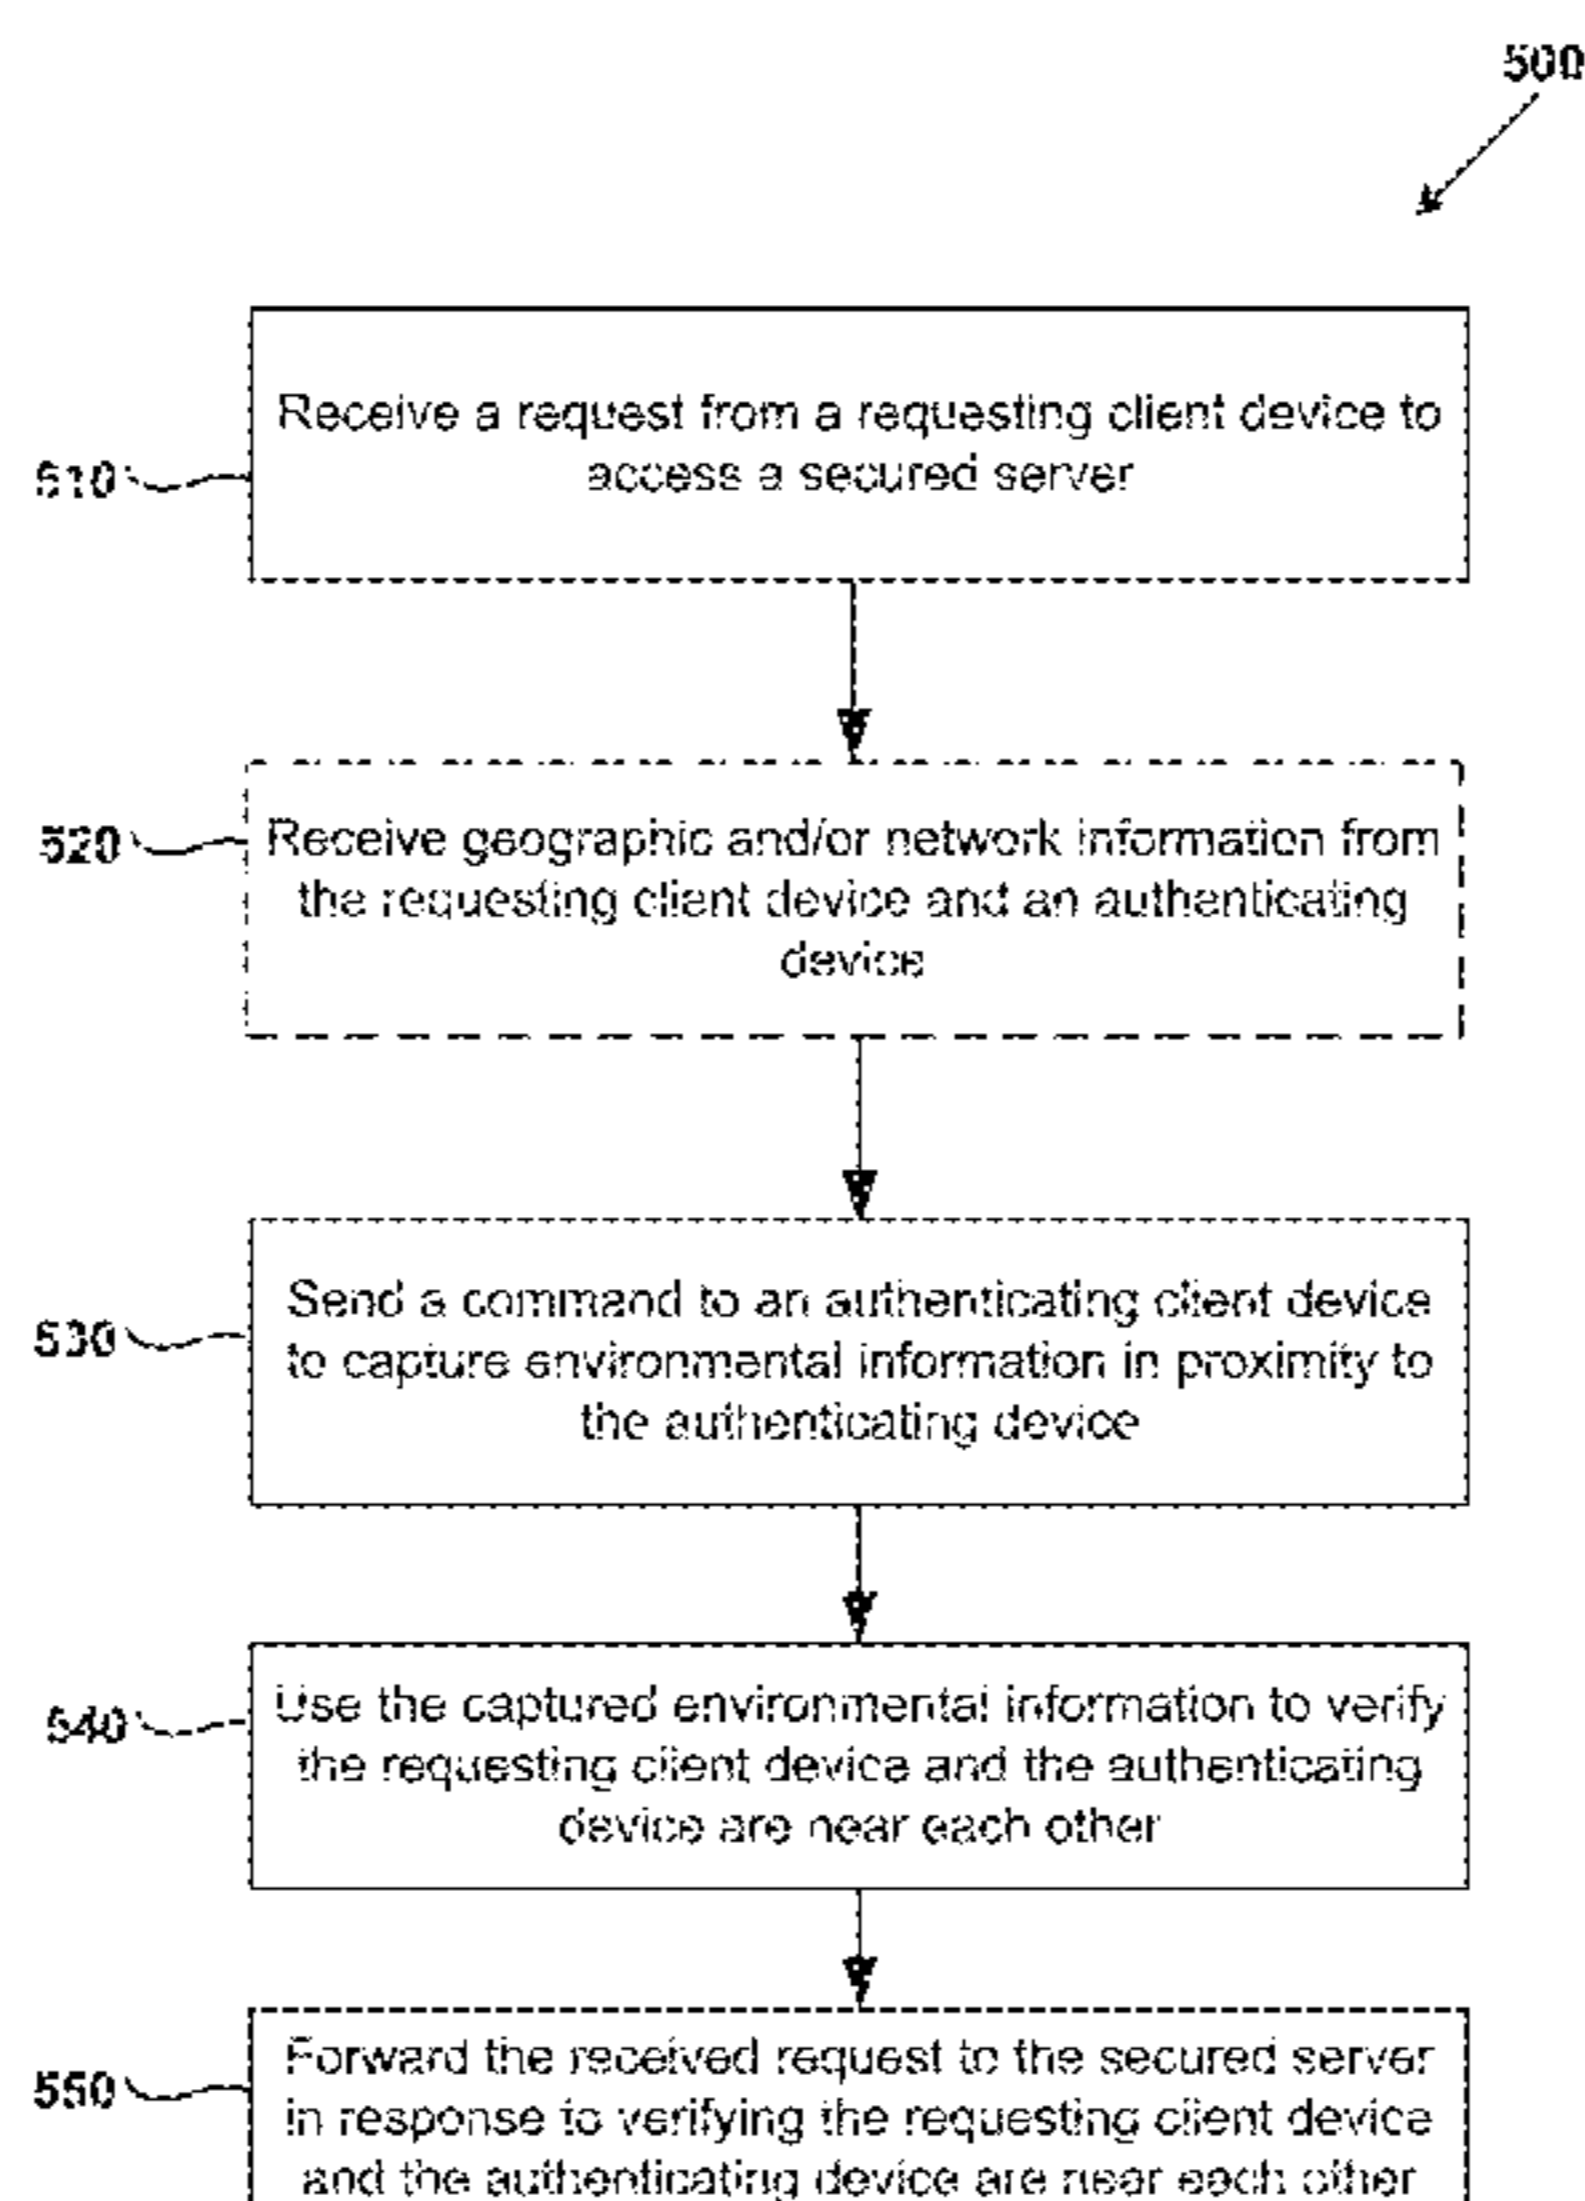 500
Receive a request from a requesting client device to
access a secured server
510
Receive geographic and/or network information from
the requesting client device and an authenticating
device
520
Send a command to an authenticating client device
to capture environmental information in proximity to
the authenticating device
530
Use the captured environmental information to verify
the requesting client device and the authenticating
device are near each other
540
Forward the received request to the secured server
in response to verifying the requesting client device
and the authenticating device are near each other
550